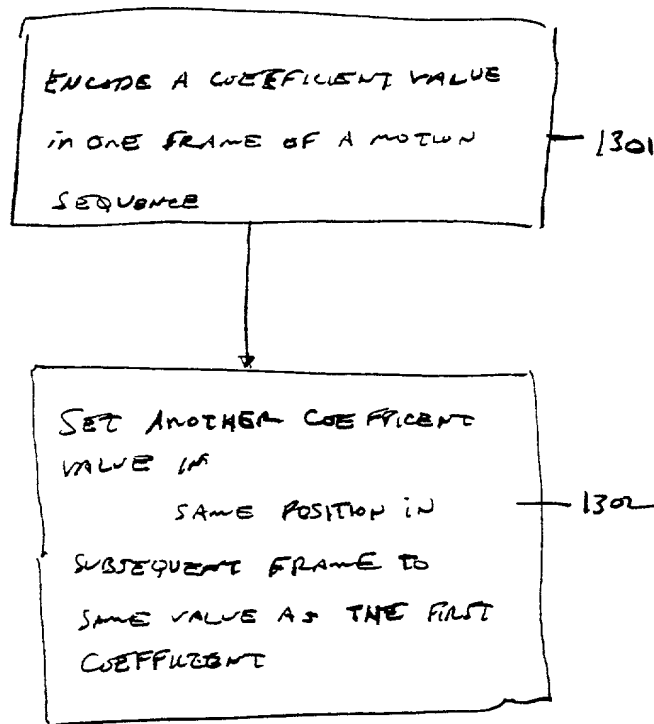 ENCODE A COEFFICIENT VALUE
in ONE FRAME OF A MOTION
SEQUENCE
1301
SET ANOTHER COEFFICENT
VALUE IN
SAME POSITION in
SUBSEQUENT FRAME TO
SAME VALUE AS THE FIRST
COEFFICIENT
1302